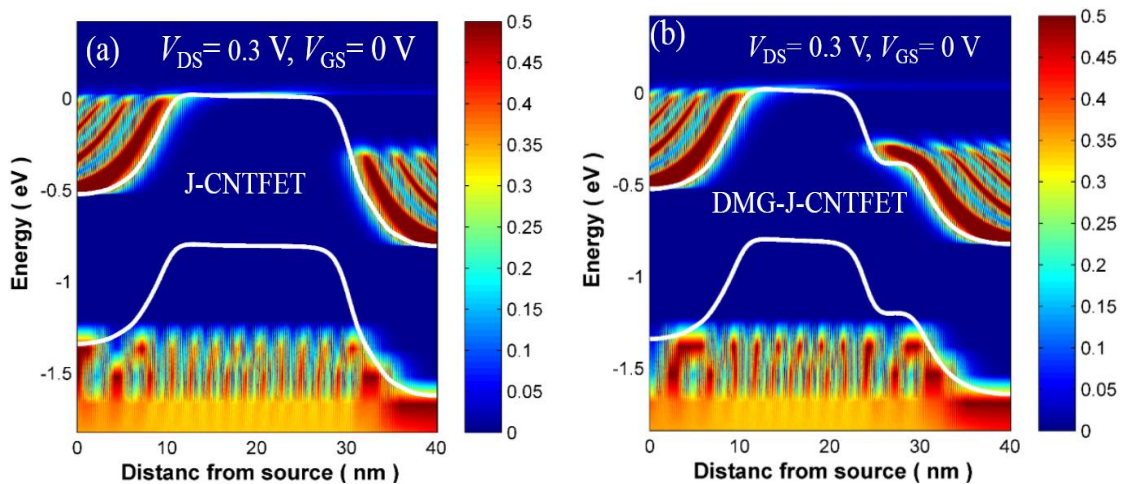 (a)
V_DS= 0.3 V, V_GS= 0 V
J-CNTFET
Energy ( eV)
0
-0.5
-1
-1.5
0 10 20 30 40
Distanc from source ( nm )
0.5
0.45
0.4
0.35
0.3
0.25
0.2
0.15
0.1
0.05
0
(b)
V_DS= 0.3 V, V_GS= 0 V
DMG-J-CNTFET
Energy ( eV)
0
-0.5
-1
-1.5
0 10 20 30 40
Distanc from source ( nm )
0.5
0.45
0.4
0.35
0.3
0.25
0.2
0.15
0.1
0.05
0